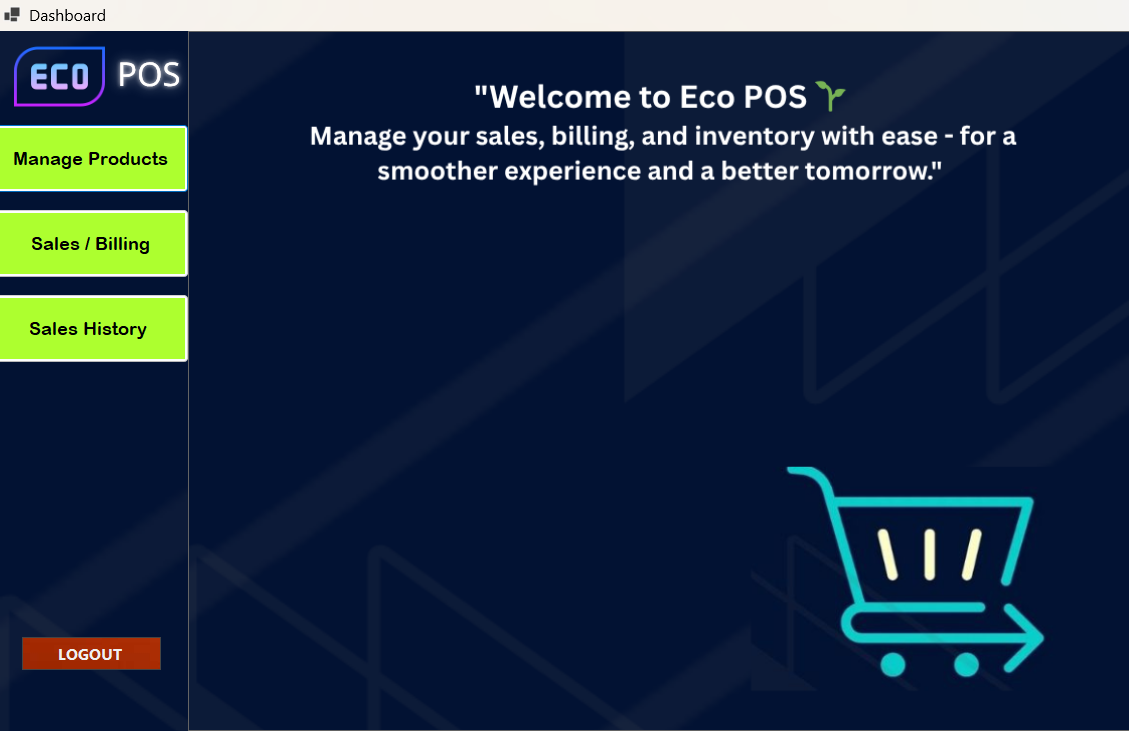 Dashboard
ECO POS
Manage Products
Sales / Billing
Sales History
LOGOUT
"Welcome to Eco POS
Manage your sales, billing, and inventory with ease - for a
smoother experience and a better tomorrow."